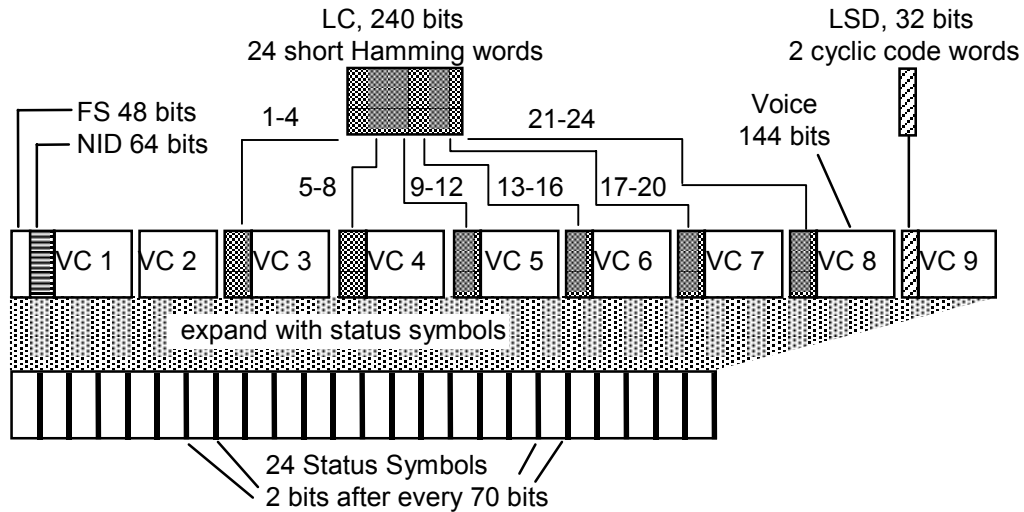 LC, 240 bits
24 short Hamming words
LSD, 32 bits
2 cyclic code words
FS 48 bits
NID 64 bits
1-4
21-24
Voice
144 bits
5-8
9-12
13-16
17-20
VC 1
VC 2
VC 3
VC 4
VC 5
VC 6
VC 7
VC 8
VC 9
expand with status symbols
24 Status Symbols
2 bits after every 70 bits